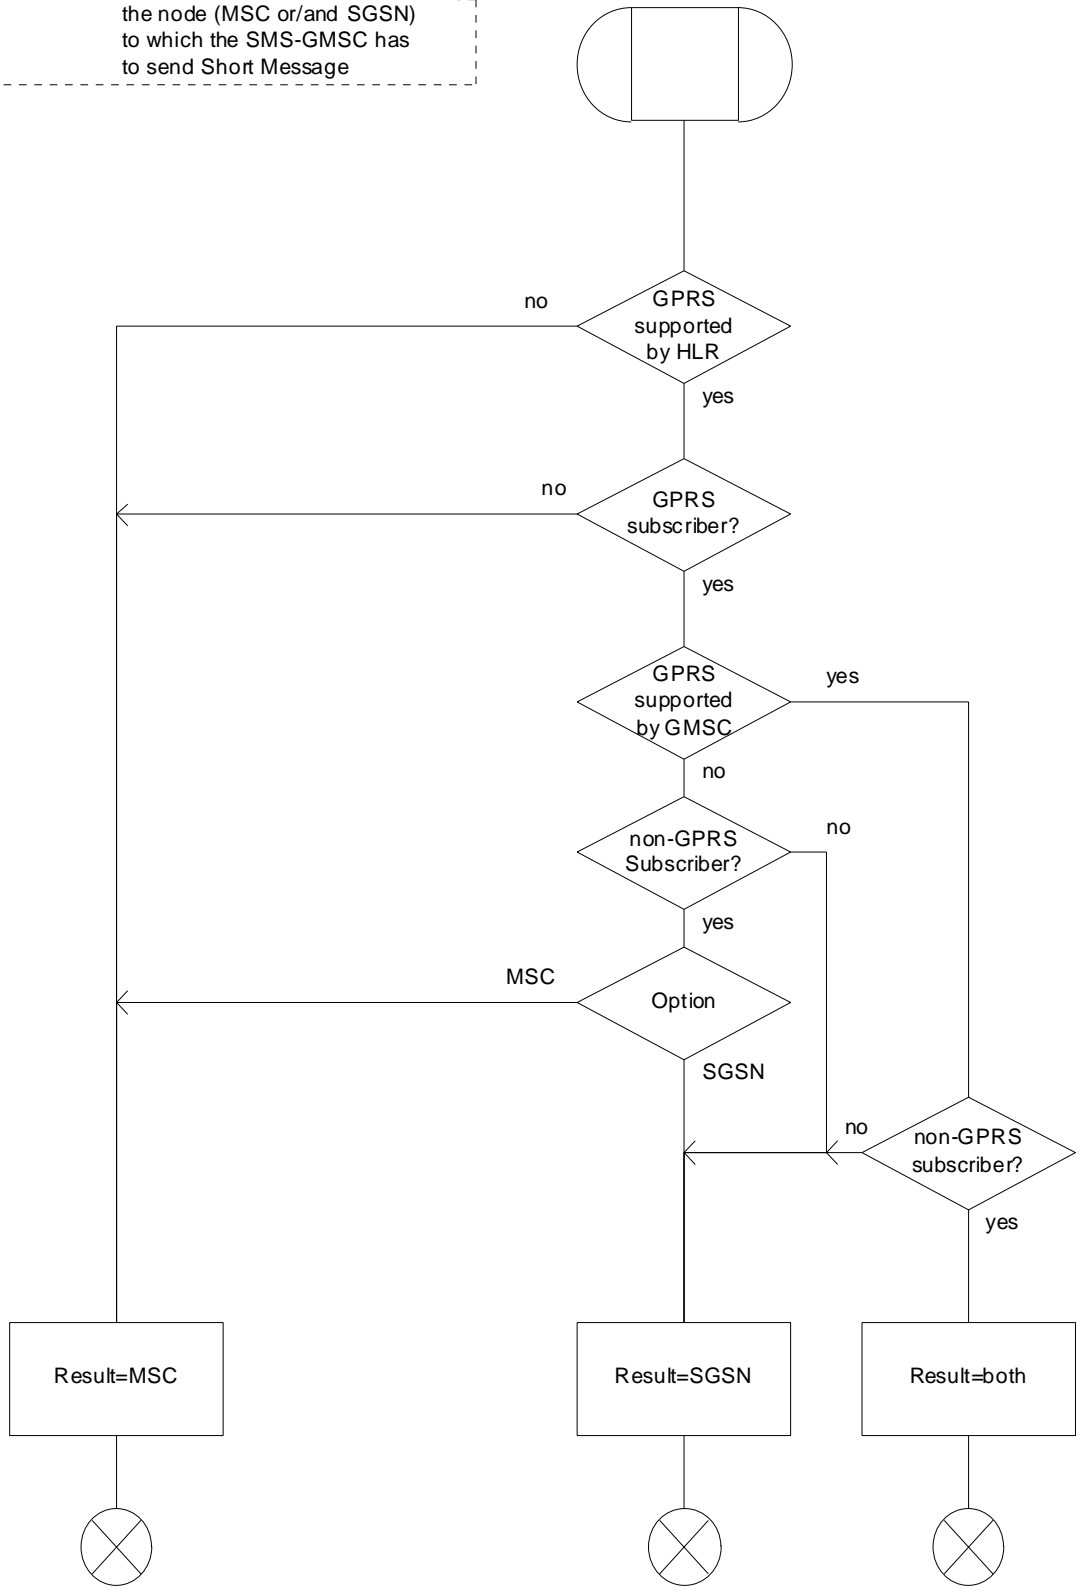 the node (MSC or/and SGSN)
to which the SMS-GMSC has
to send Short Message
no
GPRS
supported
by HLR
yes
no
GPRS
subscriber?
yes
GPRS
supported
by GMSC
yes
no
non-GPRS
Subscriber?
no
yes
MSC
Option
SGSN
no
non-GPRS
subscriber?
yes
Result=MSC
Result=SGSN
Result=both